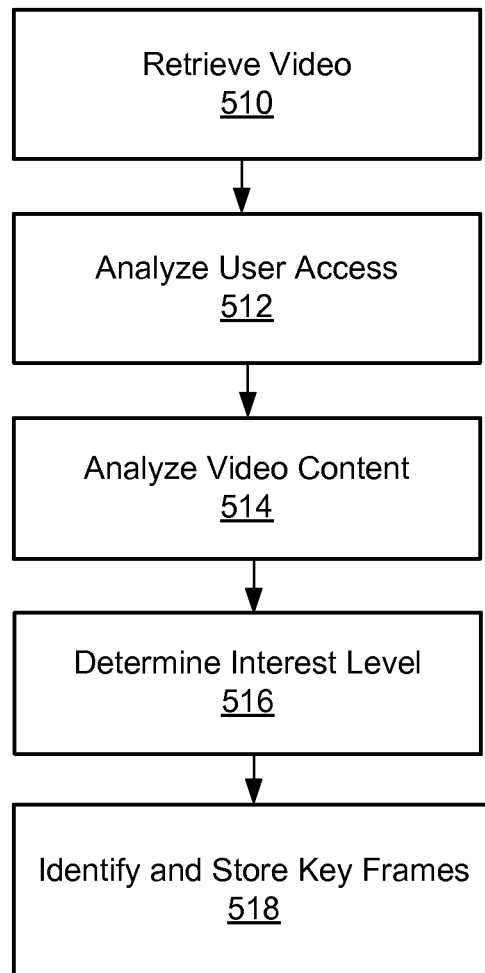 Retrieve Video
510
Analyze User Access
512
Analyze Video Content
514
Determine Interest Level
516
Identify and Store Key Frames
518